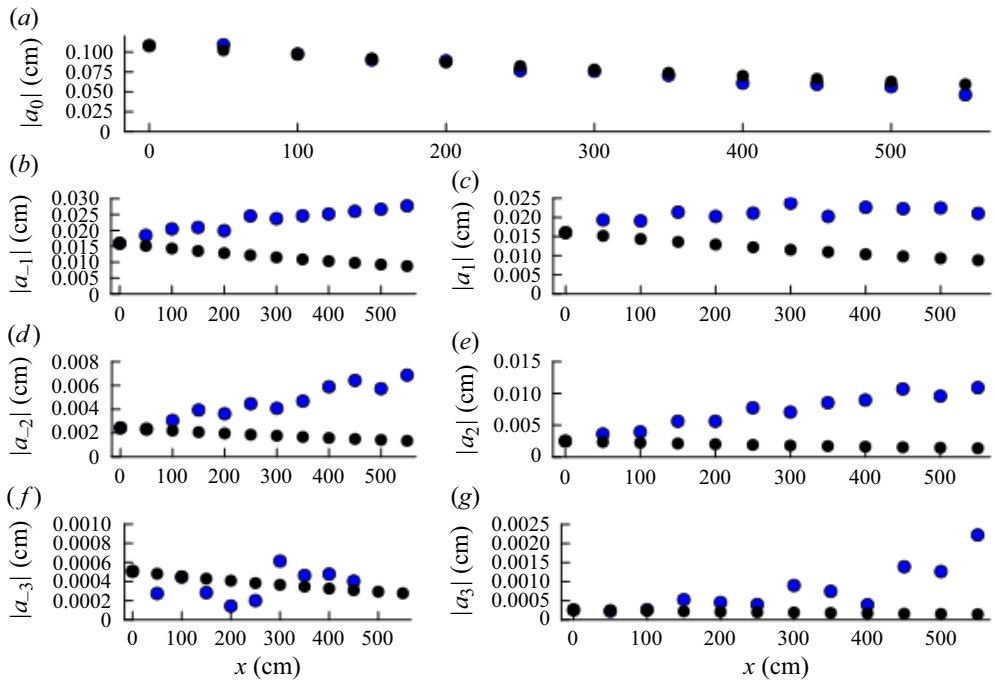 (a)
|a0| (cm)
0.100
0.075
0.050
0.025
0
0 100 200 300 400 500
(b)
|a−1| (cm)
0.030
0.025
0.020
0.015
0.010
0.005
0
0 100 200 300 400 500
(c)
|a1| (cm)
0.025
0.020
0.015
0.010
0.005
0
0 100 200 300 400 500
(d)
|a−2| (cm)
0.008
0.006
0.004
0.002
0
0 100 200 300 400 500
(e)
|a2| (cm)
0.015
0.010
0.005
0
0 100 200 300 400 500
(f)
|a−3| (cm)
0.0010
0.0008
0.0006
0.0004
0.0002
0
0 100 200 300 400 500
x (cm)
(g)
|a3| (cm)
0.0025
0.0020
0.0015
0.0010
0.0005
0
0 100 200 300 400 500
x (cm)